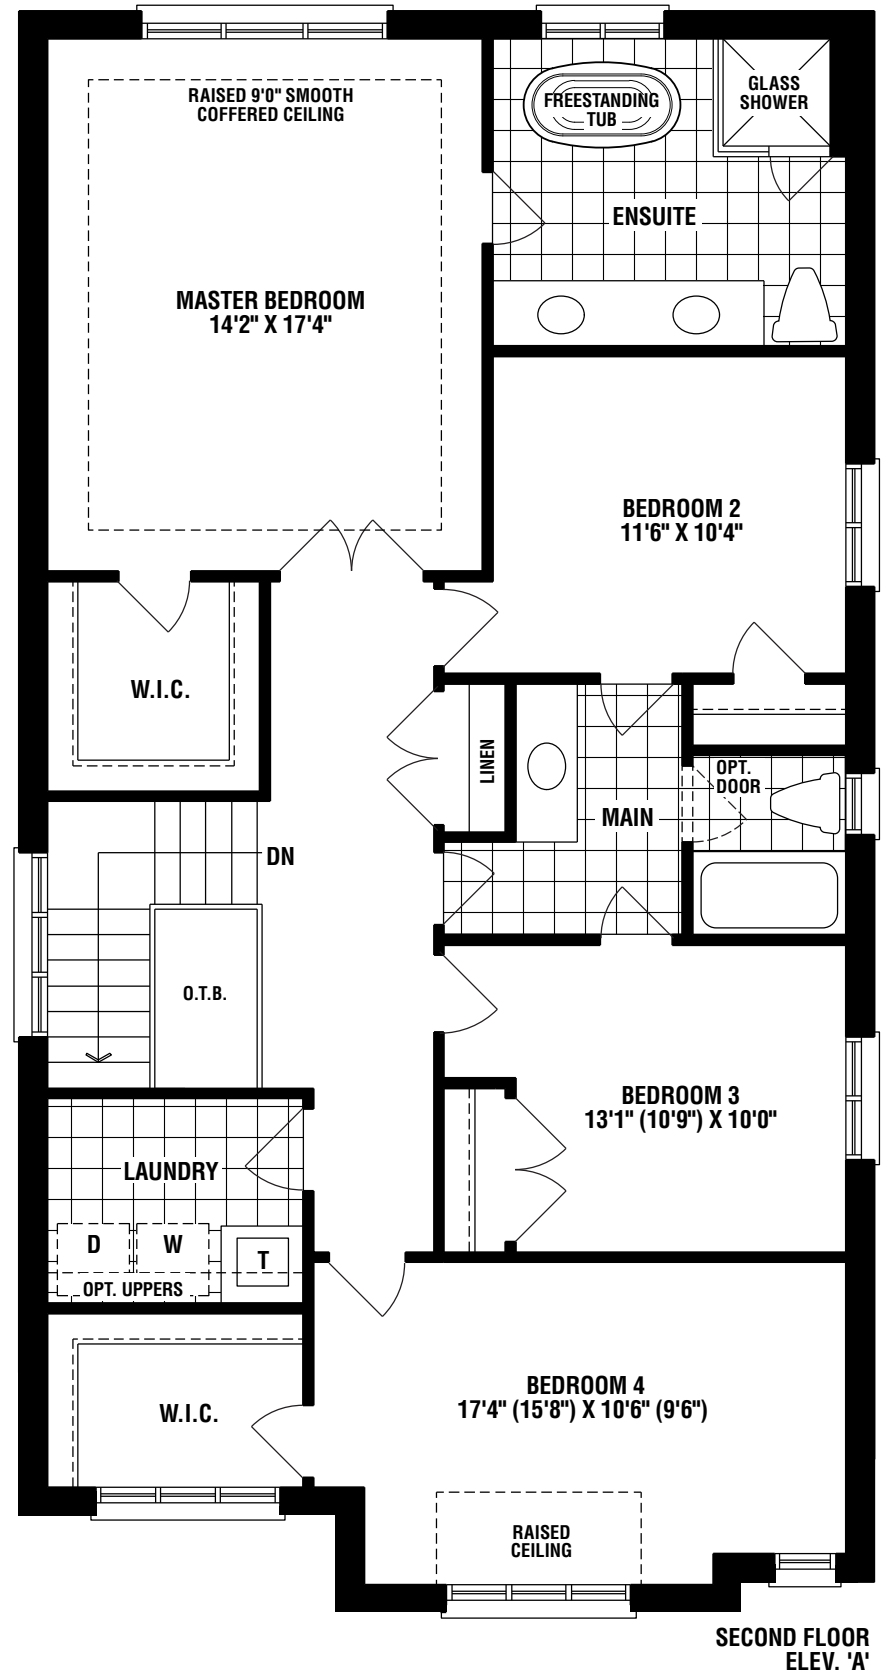 RAISED 9'0" SMOOTH
COFFERED CEILING
GLASS
SHOWER
FREESTANDING
TUB
ENSUITE
MASTER BEDROOM
14'2" X 17'4"
BEDROOM 2
11'6" X 10'4"
W.I.C.
LINEN
OPT.
DOOR
MAIN
DN
O.T.B.
BEDROOM 3
13'1" (10'9") X 10'0"
LAUNDRY
D
W
T
OPT. UPPERS
BEDROOM 4
17'4" (15'8") X 10'6" (9'6")
W.I.C.
RAISED
CEILING
SECOND FLOOR
ELEV. 'A'